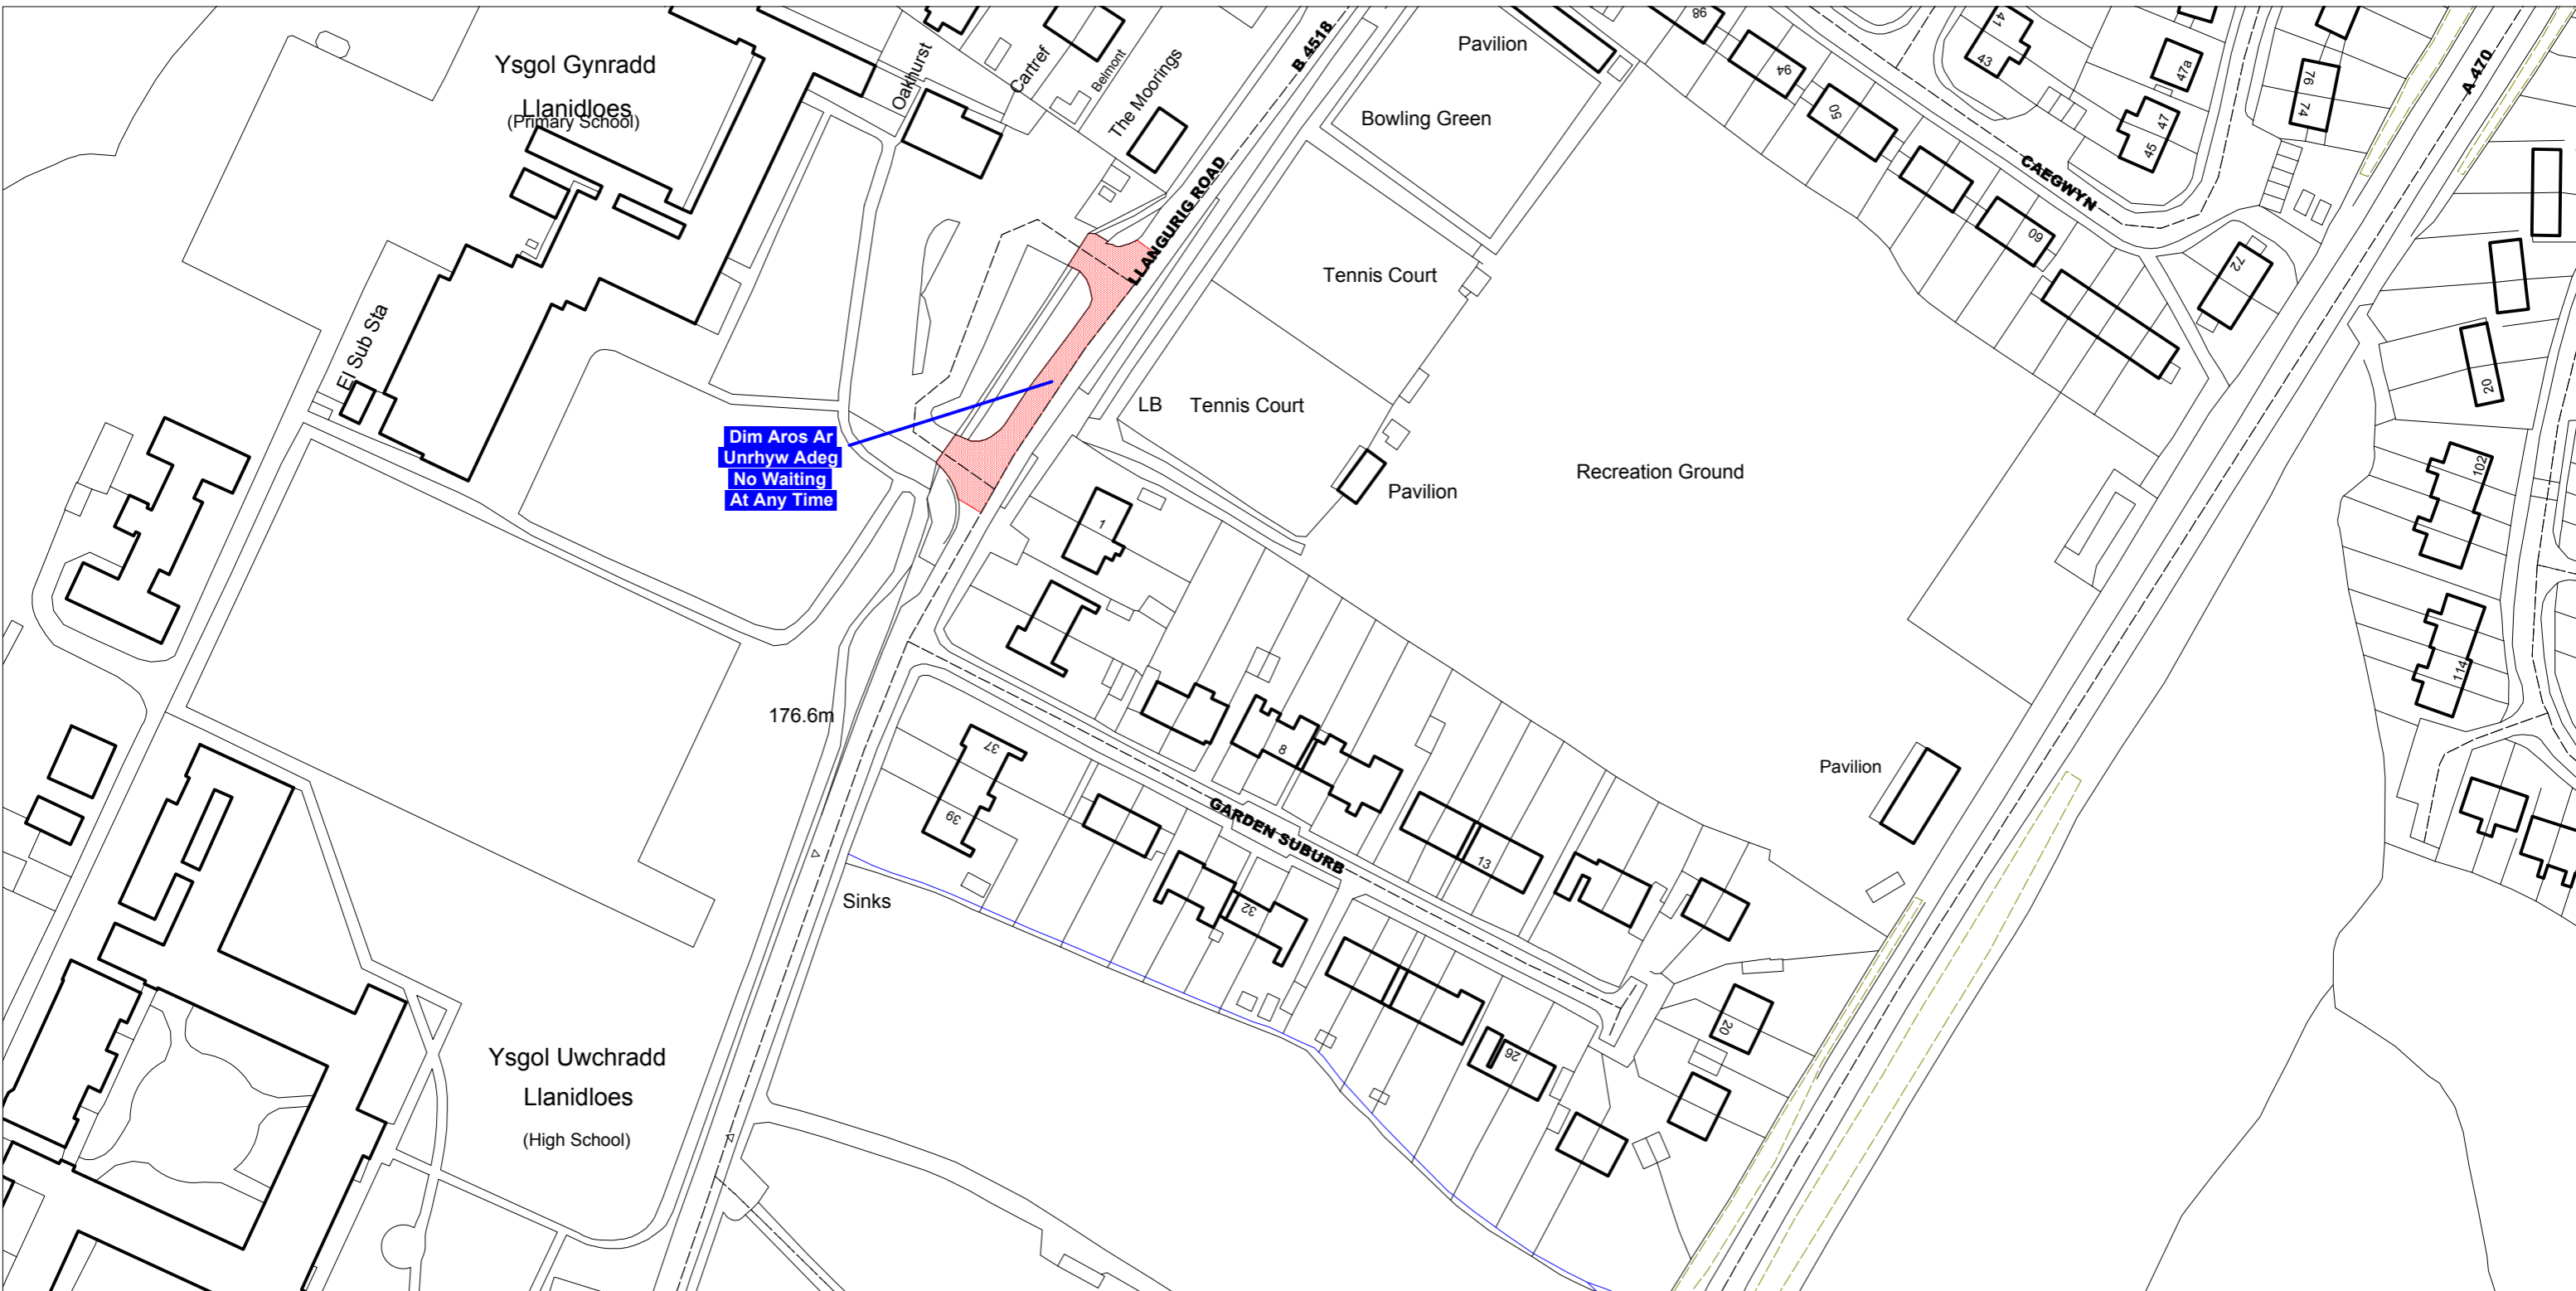 Ysgol Gynradd
Llanidloes
(Primary School)
Oakhurst
Cartref
Belmont
The Moorings
B 4518
LLANGURIG ROAD
Pavilion
Bowling Green
Tennis Court
LB
Tennis Court
Pavilion
Recreation Ground
98
94
50
60
CAEGWYN
41
43
47a
47
45
76
74
72
A 470
20
102
114
El Sub Sta
Dim Aros Ar
Unrhyw Adeg
No Waiting
At Any Time
1
176.6m
8
37
39
GARDEN SUBURB
13
32
26
20
Pavilion
Sinks
Ysgol Uwchradd
Llanidloes
(High School)